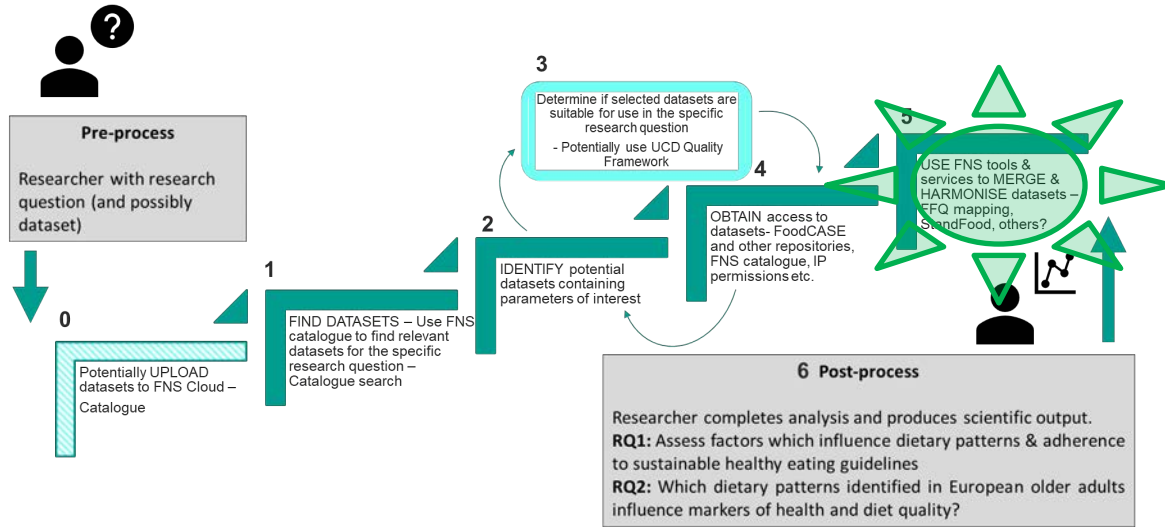 ?
Pre-process
Researcher with research
question (and possibly
dataset)
0
Potentially UPLOAD
datasets to FNS Cloud –
Catalogue
1
FIND DATASETS – Use FNS
catalogue to find relevant
datasets for the specific
research question –
Catalogue search
2
IDENTIFY potential
datasets containing
parameters of interest
3
Determine if selected datasets are
suitable for use in the specific
research question
- Potentially use UCD Quality
Framework
4
OBTAIN access to
datasets- FoodCASE
and other repositories,
FNS catalogue, IP
permissions etc.
5
USE FNS tools &
services to MERGE &
HARMONISE datasets –
FFQ mapping,
StandFood, others?
6 Post-process
Researcher completes analysis and produces scientific output.
RQ1: Assess factors which influence dietary patterns & adherence
to sustainable healthy eating guidelines
RQ2: Which dietary patterns identified in European older adults
influence markers of health and diet quality?